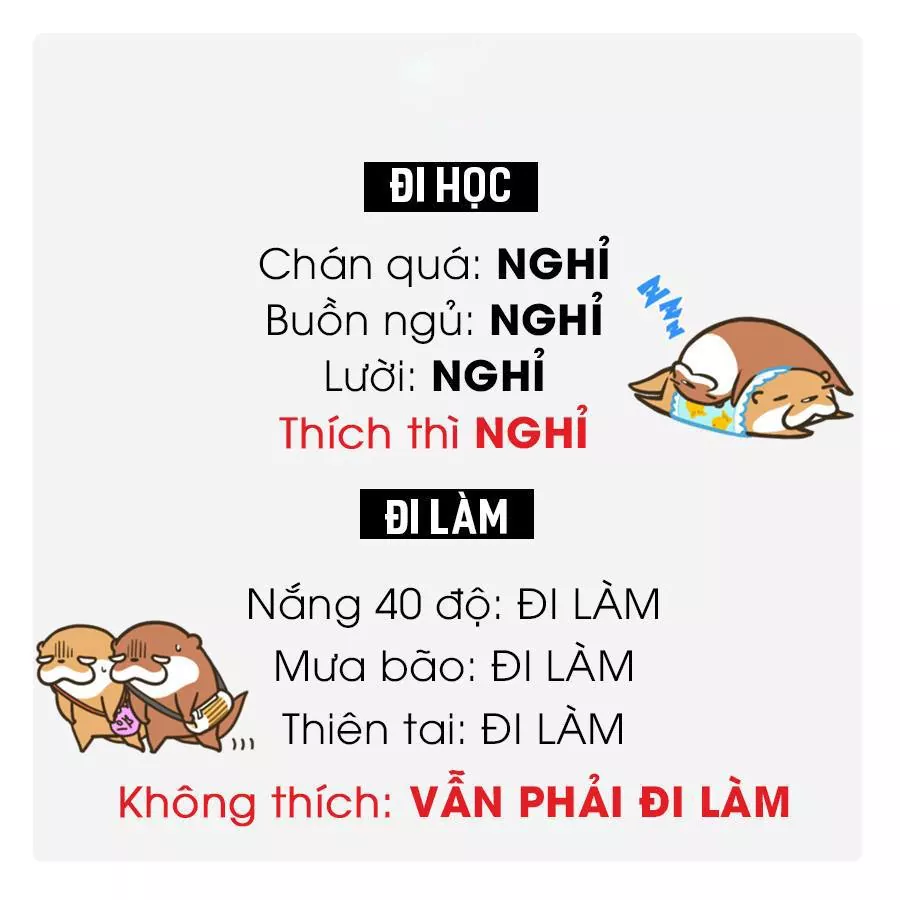 ĐI HỌC
Chán quá: NGHỈ
Buồn ngủ: NGHỈ
Lười: NGHỈ
Thích thì NGHỈ
ĐI LÀM
Nắng 40 độ: ĐI LÀM
Mưa bão: ĐI LÀM
Thiên tai: ĐI LÀM
Không thích: VẪN PHẢI ĐI LÀM